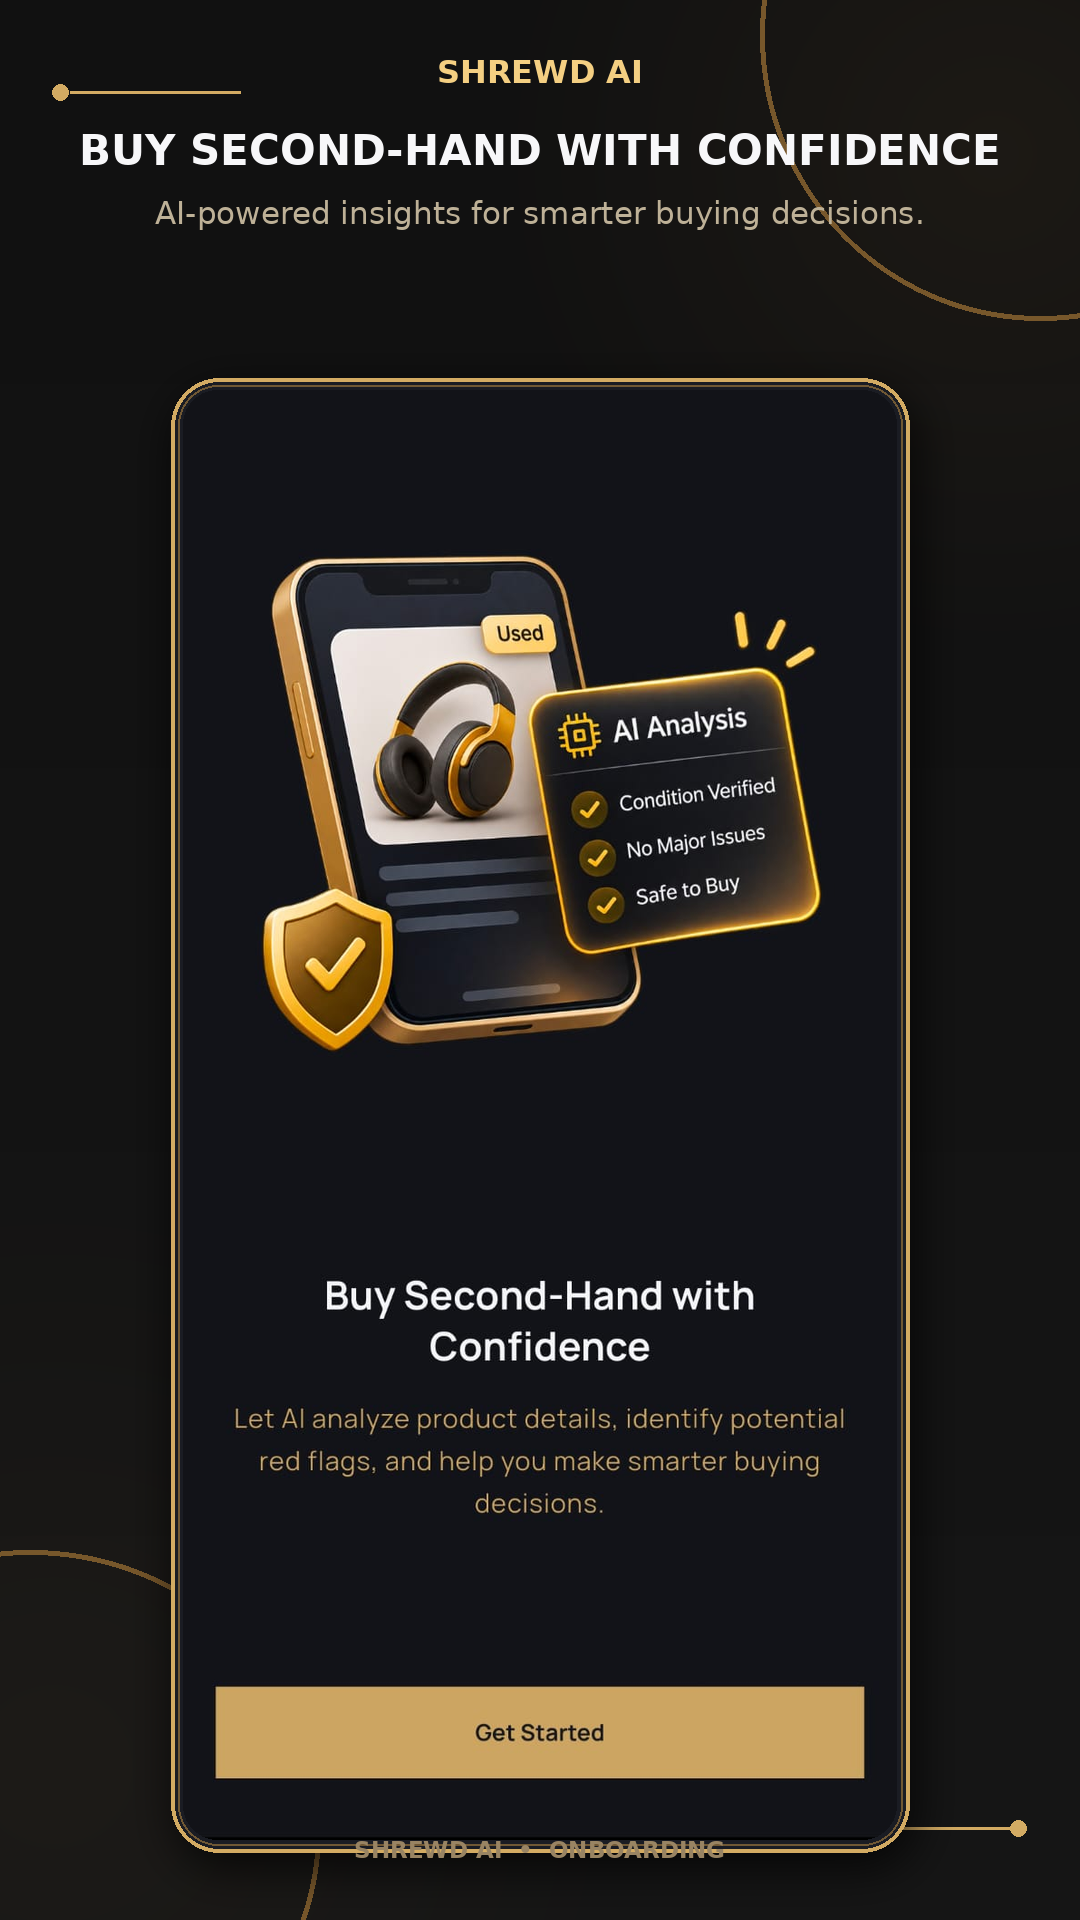 SHREWD AI
BUY SECOND-HAND WITH CONFIDENCE
AI-powered insights for smarter buying decisions.
Used
AI Analysis
Condition Verified
No Major Issues
Safe to Buy
Buy Second-Hand with
Confidence
Let AI analyze product details, identify potential
red flags, and help you make smarter buying
decisions.
Get Started
SHREWD AI • ONBOARDING